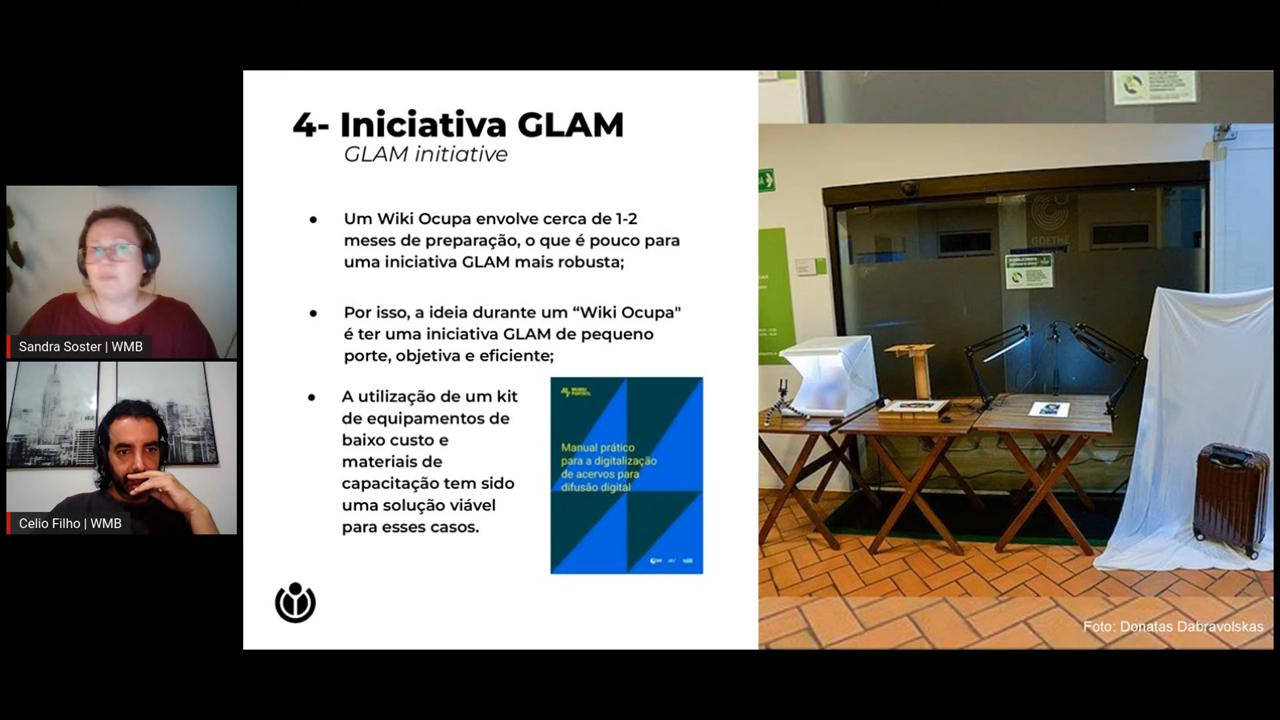 4- Iniciativa GLAM
GLAM initiative
● Um Wiki Ocupa envolve cerca de 1-2
meses de preparação, o que é pouco para
uma iniciativa GLAM mais robusta;
● Por isso, a ideia durante um “Wiki Ocupa"
é ter uma iniciativa GLAM de pequeno
porte, objetiva e eficiente;
● A utilização de um kit
de equipamentos de
baixo custo e
materiais de
capacitação tem sido
uma solução viável
para esses casos.
Manual prático
para a digitalização
de acervos para
difusão digital
GOETHE
Foto: Donatas Dabravolskas
Sandra Soster | WMB
Celio Filho | WMB